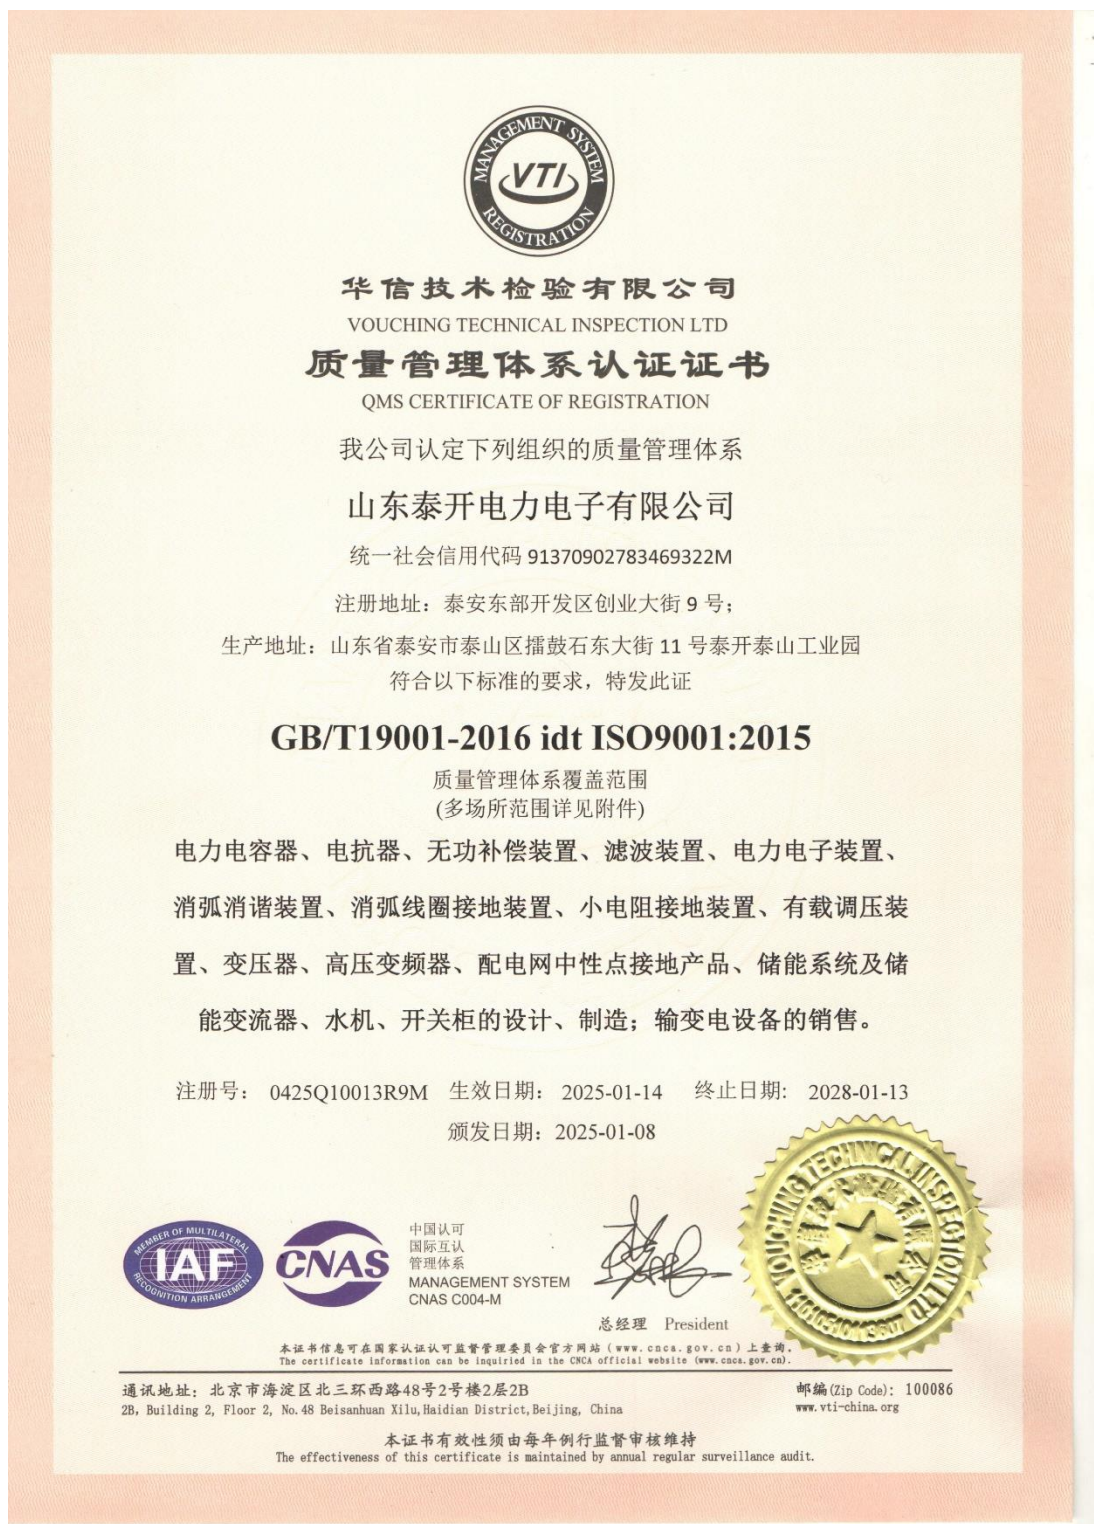 MANAGEMENT SYSTEM
VTI
REGISTRATION
华信技术检验有限公司
VOUCHING TECHNICAL INSPECTION LTD
质量管理体系认证证书
QMS CERTIFICATE OF REGISTRATION
我公司认定下列组织的质量管理体系
山东泰开电力电子有限公司
统一社会信用代码 91370902783469322M
注册地址：泰安东部开发区创业大街 9 号；
生产地址：山东省泰安市泰山区擂鼓石东大街 11 号泰开泰山工业园
符合以下标准的要求，特发此证
GB/T19001-2016 idt ISO9001:2015
质量管理体系覆盖范围
(多场所范围详见附件)
电力电容器、电抗器、无功补偿装置、滤波装置、电力电子装置、
消弧消谐装置、消弧线圈接地装置、小电阻接地装置、有载调压装
置、变压器、高压变频器、配电网中性点接地产品、储能系统及储
能变流器、水机、开关柜的设计、制造；输变电设备的销售。
注册号： 0425Q10013R9M 生效日期： 2025-01-14 终止日期： 2028-01-13
颁发日期：2025-01-08
MEMBER OF MULTILATERAL
IAF
RECOGNITION ARRANGEMENT
CNAS
中国认可
国际互认
管理体系
MANAGEMENT SYSTEM
CNAS C004-M
总经理 President
VOUCHING TECHNICAL INSPECTION LTD
本证书信息可在国家认证认可监督管理委员会官方网站（www.cnca.gov.cn）上查询。
The certificate information can be inquiried in the CNCA official website (www.cnca.gov.cn).
通讯地址：北京市海淀区北三环西路48号2号楼2层2B
2B, Building 2, Floor 2, No.48 Beisanhuan Xilu,Haidian District,Beijing, China
邮编(Zip Code): 100086
www.vti-china.org
本证书有效性须由每年例行监督审核维持
The effectiveness of this certificate is maintained by annual regular surveillance audit.